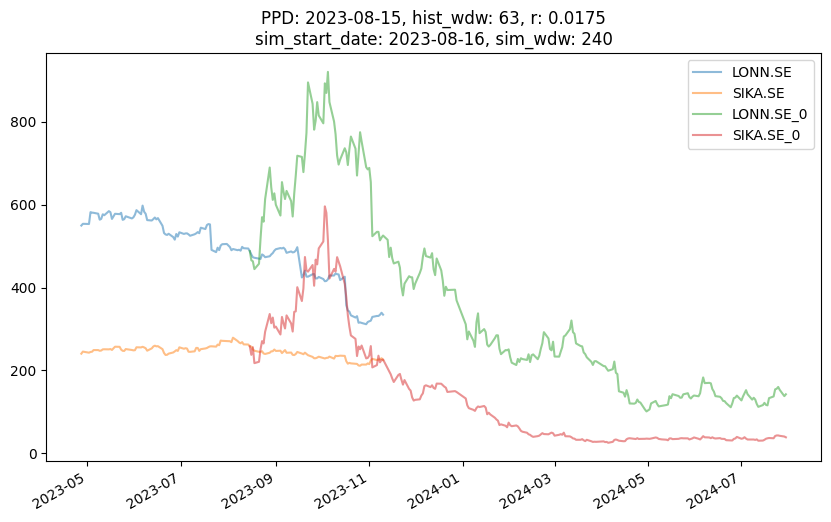 PPD: 2023-08-15, hist_wdw: 63, r: 0.0175
sim_start_date: 2023-08-16, sim_wdw: 240
LONN.SE
SIKA.SE
LONN.SE_0
SIKA.SE_0
800
600
400
200
0
2023-05
2023-07
2023-09
2023-11
2024-01
2024-03
2024-05
2024-07